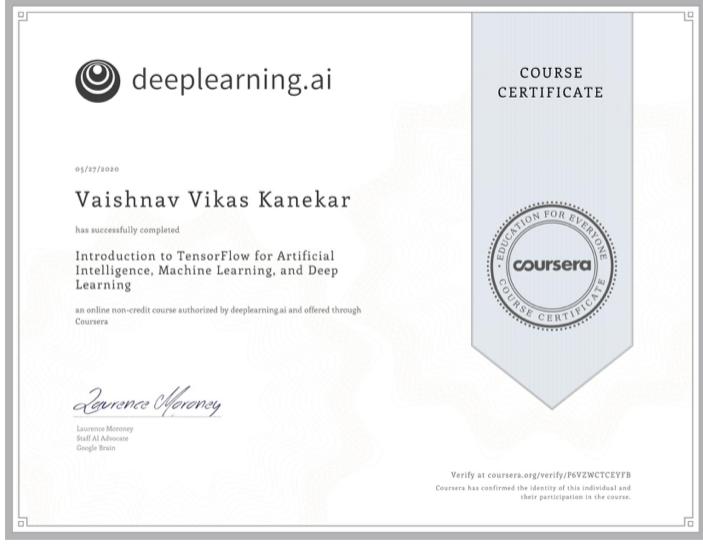 deeplearning.ai
COURSE
CERTIFICATE
05/27/2020
Vaishnav Vikas Kanekar
has successfully completed
Introduction to TensorFlow for Artificial
Intelligence, Machine Learning, and Deep
Learning
an online non-credit course authorized by deeplearning.ai and offered through
Coursera
EDUCATION FOR EVERYONE
coursera
COURSE CERTIFICATE
Laurence Moroney
Laurence Moroney
Staff AI Advocate
Google Brain
Verify at coursera.org/verify/P6VZWCTCEYFB
Coursera has confirmed the identity of this individual and
their participation in the course.